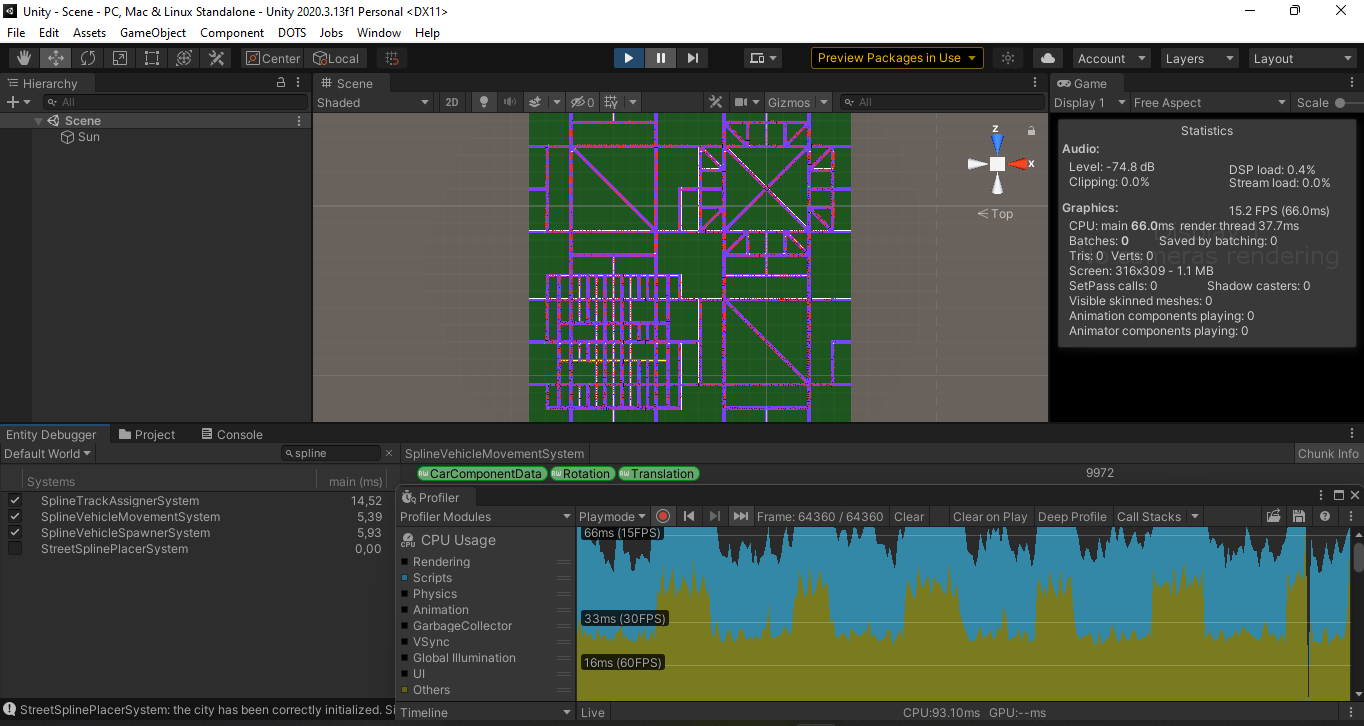 Unity - Scene - PC, Mac & Linux Standalone - Unity 2020.3.13f1 Personal <DX11>
File Edit Assets GameObject Component DOTS Jobs Window Help
Center Local Preview Packages in Use Account Layers Layout
Hierarchy
All
Scene
Sun
Scene
Shaded 2D 0 Gizmos All
z
x
Top
Game
Display 1 Free Aspect Scale
Statistics
Audio:
Level: -74.8 dB DSP load: 0.4%
Clipping: 0.0% Stream load: 0.0%
Graphics: 15.2 FPS (66.0ms)
CPU: main 66.0ms render thread 37.7ms
Batches: 0 Saved by batching: 0
Tris: 0 Verts: 0
Screen: 316x309 - 1.1 MB
SetPass calls: 0 Shadow casters: 0
Visible skinned meshes: 0
Animation components playing: 0
Animator components playing: 0
rendering
Entity Debugger Project Console
Default World spline SplineVehicleMovementSystem Chunk Info
RW CarComponentData RW Rotation RW Translation 9972
Systems main (ms)
SplineTrackAssignerSystem 14,52
SplineVehicleMovementSystem 5,39
SplineVehicleSpawnerSystem 5,93
StreetSplinePlacerSystem 0,00
Profiler
Profiler Modules Playmode Frame: 64360 / 64360 Clear Clear on Play Deep Profile Call Stacks
CPU Usage
Rendering
Scripts
Physics
Animation
GarbageCollector
VSync
Global Illumination
UI
Others
66ms (15FPS)
33ms (30FPS)
16ms (60FPS)
Timeline Live CPU:93.10ms GPU:--ms
StreetSplinePlacerSystem: the city has been correctly initialized. Si